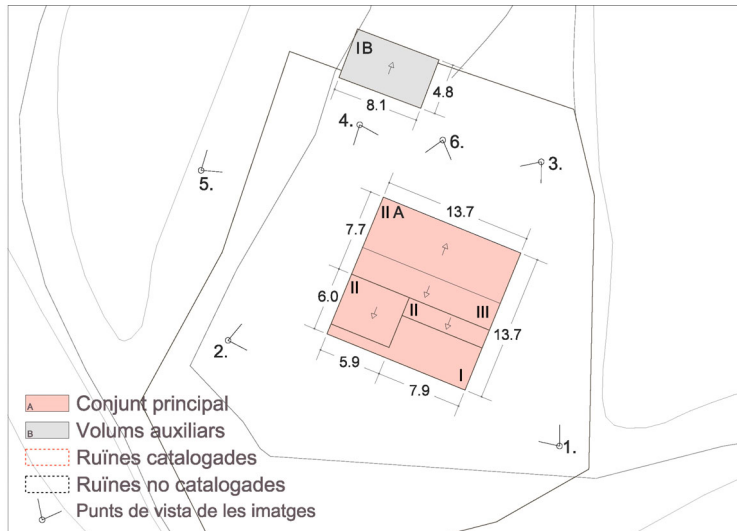 I B
4.8
8.1
4.
6.
3.
5.
II A
13.7
7.7
II
6.0
II
III
13.7
2.
5.9
7.9
I
1.
A Conjunt principal
B Volums auxiliars
Ruïnes catalogades
Ruïnes no catalogades
Punts de vista de les imatges